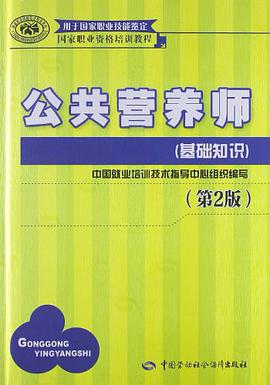 用于国家职业技能鉴定
国家职业资格培训教程
公共营养师
(基础知识)
中国就业培训技术指导中心组织编写
(第2版)
GONGGONG
YINGYANGSHI
中国劳动社会保障出版社